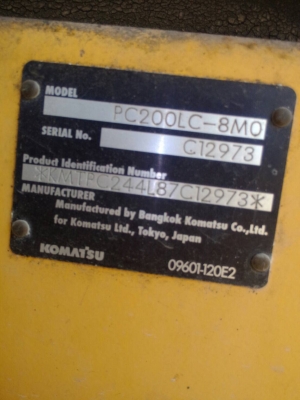 MODEL
PC200LC-8M0
SERIAL No.
C12973
Product Identification Number
MANUFACTURER
Manufactured by Bangkok Komatsu Co.,Ltd.
for Komatsu Ltd., Tokyo, Japan
KOMATSU
09601-120E2